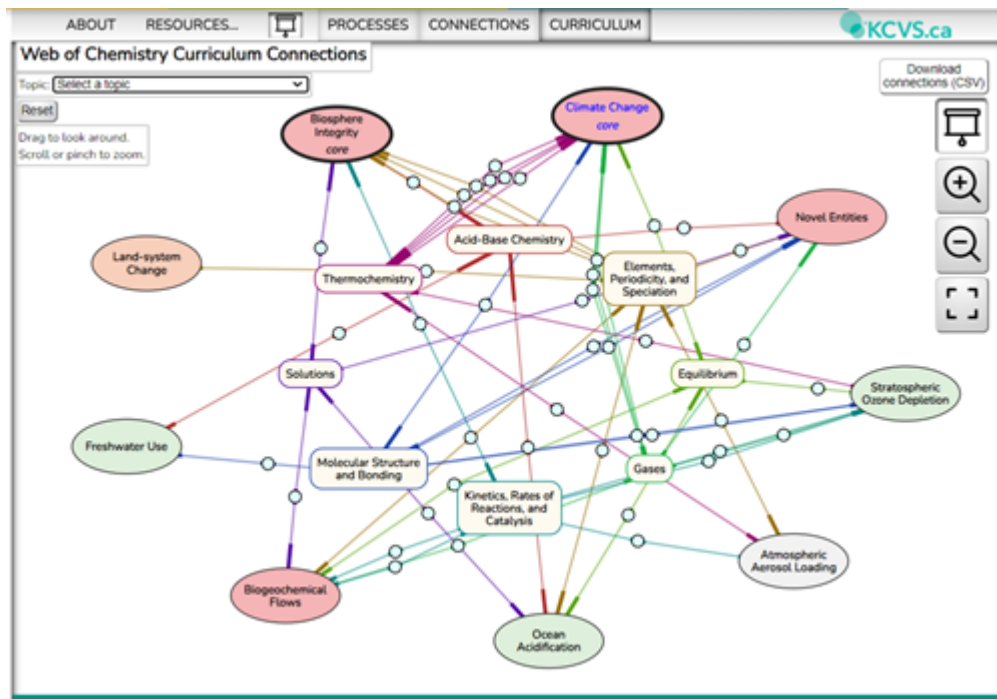 ABOUT RESOURCES... PROCESSES CONNECTIONS CURRICULUM
KCVS.ca
Web of Chemistry Curriculum Connections
Topic: Select a topic
Reset
Drag to look around.
Scroll or pinch to zoom.
Download
connections (CSV)
Biosphere
Integrity
core
Climate Change
core
Novel Entities
Land-system
Change
Acid-Base Chemistry
Thermochemistry
Elements,
Periodicity, and
Speciation
Solutions
Equilibrium
Stratospheric
Ozone Depletion
Freshwater Use
Molecular Structure
and Bonding
Gases
Kinetics, Rates of
Reactions, and
Catalysis
Atmospheric
Aerosol Loading
Biogeochemical
Flows
Ocean
Acidification